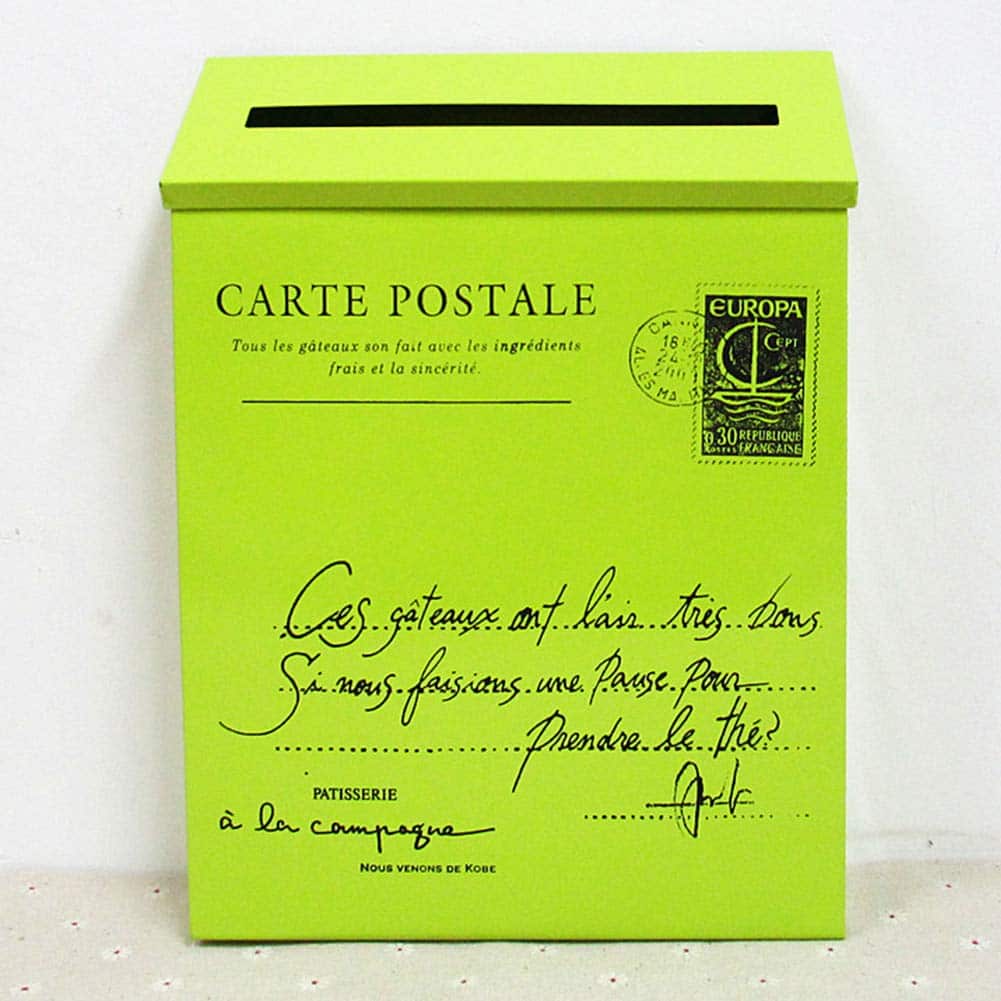 CARTE POSTALE
Tous les gâteaux son fait avec les ingrédients
frais et la sincérité.
EUROPA
CEPT
0,30 REPUBLIQUE
POSTES FRANÇAISE
Ces gâteaux ont l'air très bons
Si nous faisions une Pause Pour
Prendre le thé?
PATISSERIE
à la campagne
NOUS VENONS DE KOBE